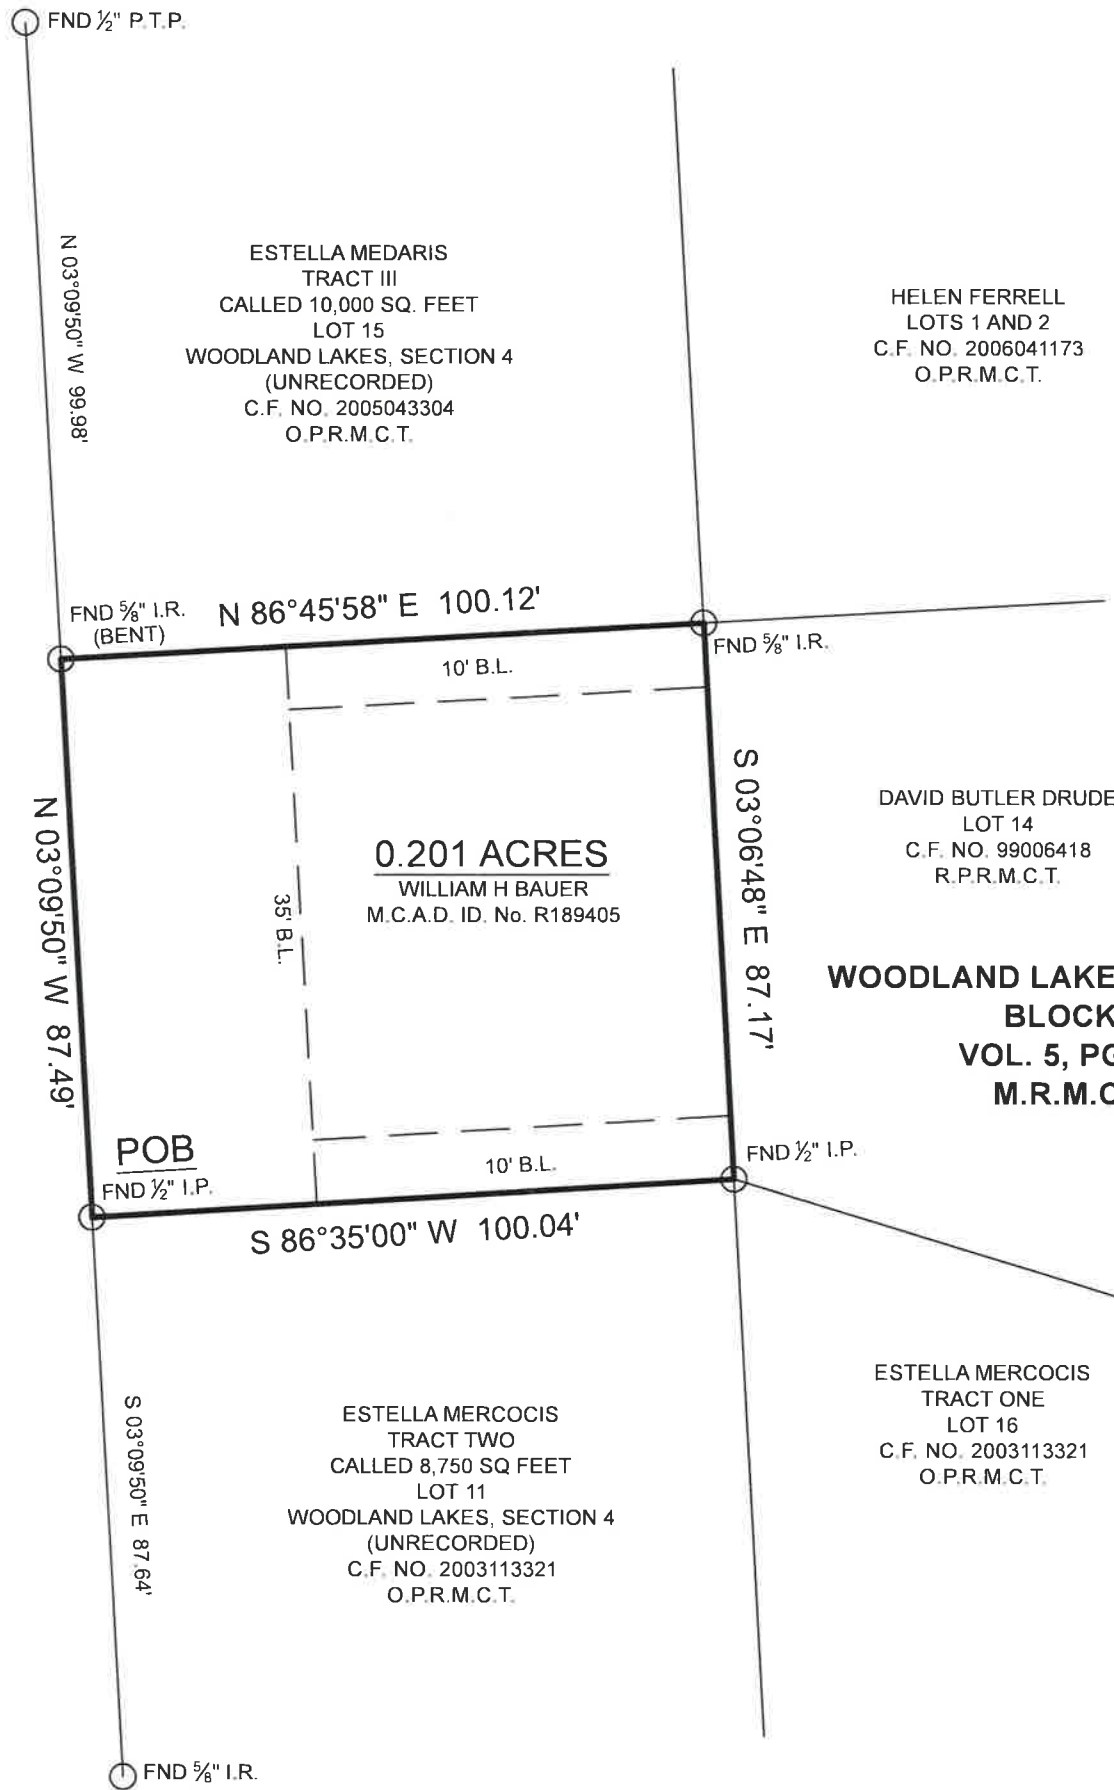 FND ½" P.T.P.
N 03°09'50" W 99.98'
ESTELLA MEDARIS
TRACT III
CALLED 10,000 SQ. FEET
LOT 15
WOODLAND LAKES, SECTION 4
(UNRECORDED)
C.F. NO. 2005043304
O.P.R.M.C.T.
HELEN FERRELL
LOTS 1 AND 2
C.F. NO. 2006041173
O.P.R.M.C.T.
FND ⅝" I.R.
(BENT)
N 86°45'58" E 100.12'
FND ⅝" I.R.
10' B.L.
N 03°09'50" W 87.49'
35' B.L.
0.201 ACRES
WILLIAM H BAUER
M.C.A.D. ID. No. R189405
S 03°06'48" E 87.17'
DAVID BUTLER DRUDE
LOT 14
C.F. NO. 99006418
R.P.R.M.C.T.
WOODLAND LAKE
BLOCK
VOL. 5, PG
M.R.M.C
POB
FND ½" I.P.
10' B.L.
FND ½" I.P.
S 86°35'00" W 100.04'
S 03°09'50" E 87.64'
ESTELLA MERCOCIS
TRACT TWO
CALLED 8,750 SQ FEET
LOT 11
WOODLAND LAKES, SECTION 4
(UNRECORDED)
C.F. NO. 2003113321
O.P.R.M.C.T.
ESTELLA MERCOCIS
TRACT ONE
LOT 16
C.F. NO. 2003113321
O.P.R.M.C.T.
FND ⅝" I.R.